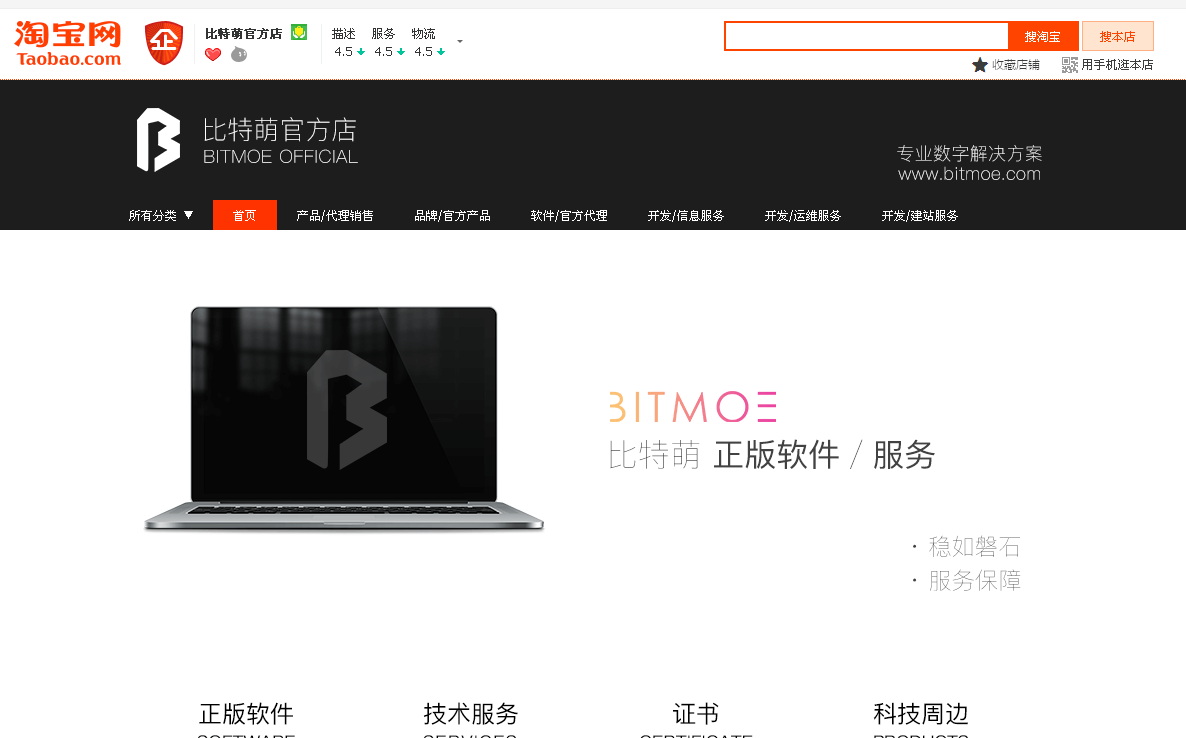 淘宝网
Taobao.com
企
比特萌官方店
描述 服务 物流
4.5 4.5 4.5
搜淘宝
搜本店
收藏店铺
用手机逛本店
比特萌官方店
BITMOE OFFICIAL
专业数字解决方案
www.bitmoe.com
所有分类 首页 产品/代理销售 品牌/官方产品 软件/官方代理 开发/信息服务 开发/运维服务 开发/建站服务
BITMOE
比特萌 正版软件 / 服务
· 稳如磐石
· 服务保障
正版软件 技术服务 证书 科技周边
SOFTWARE SERVICES CERTIFICATE PRODUCTS